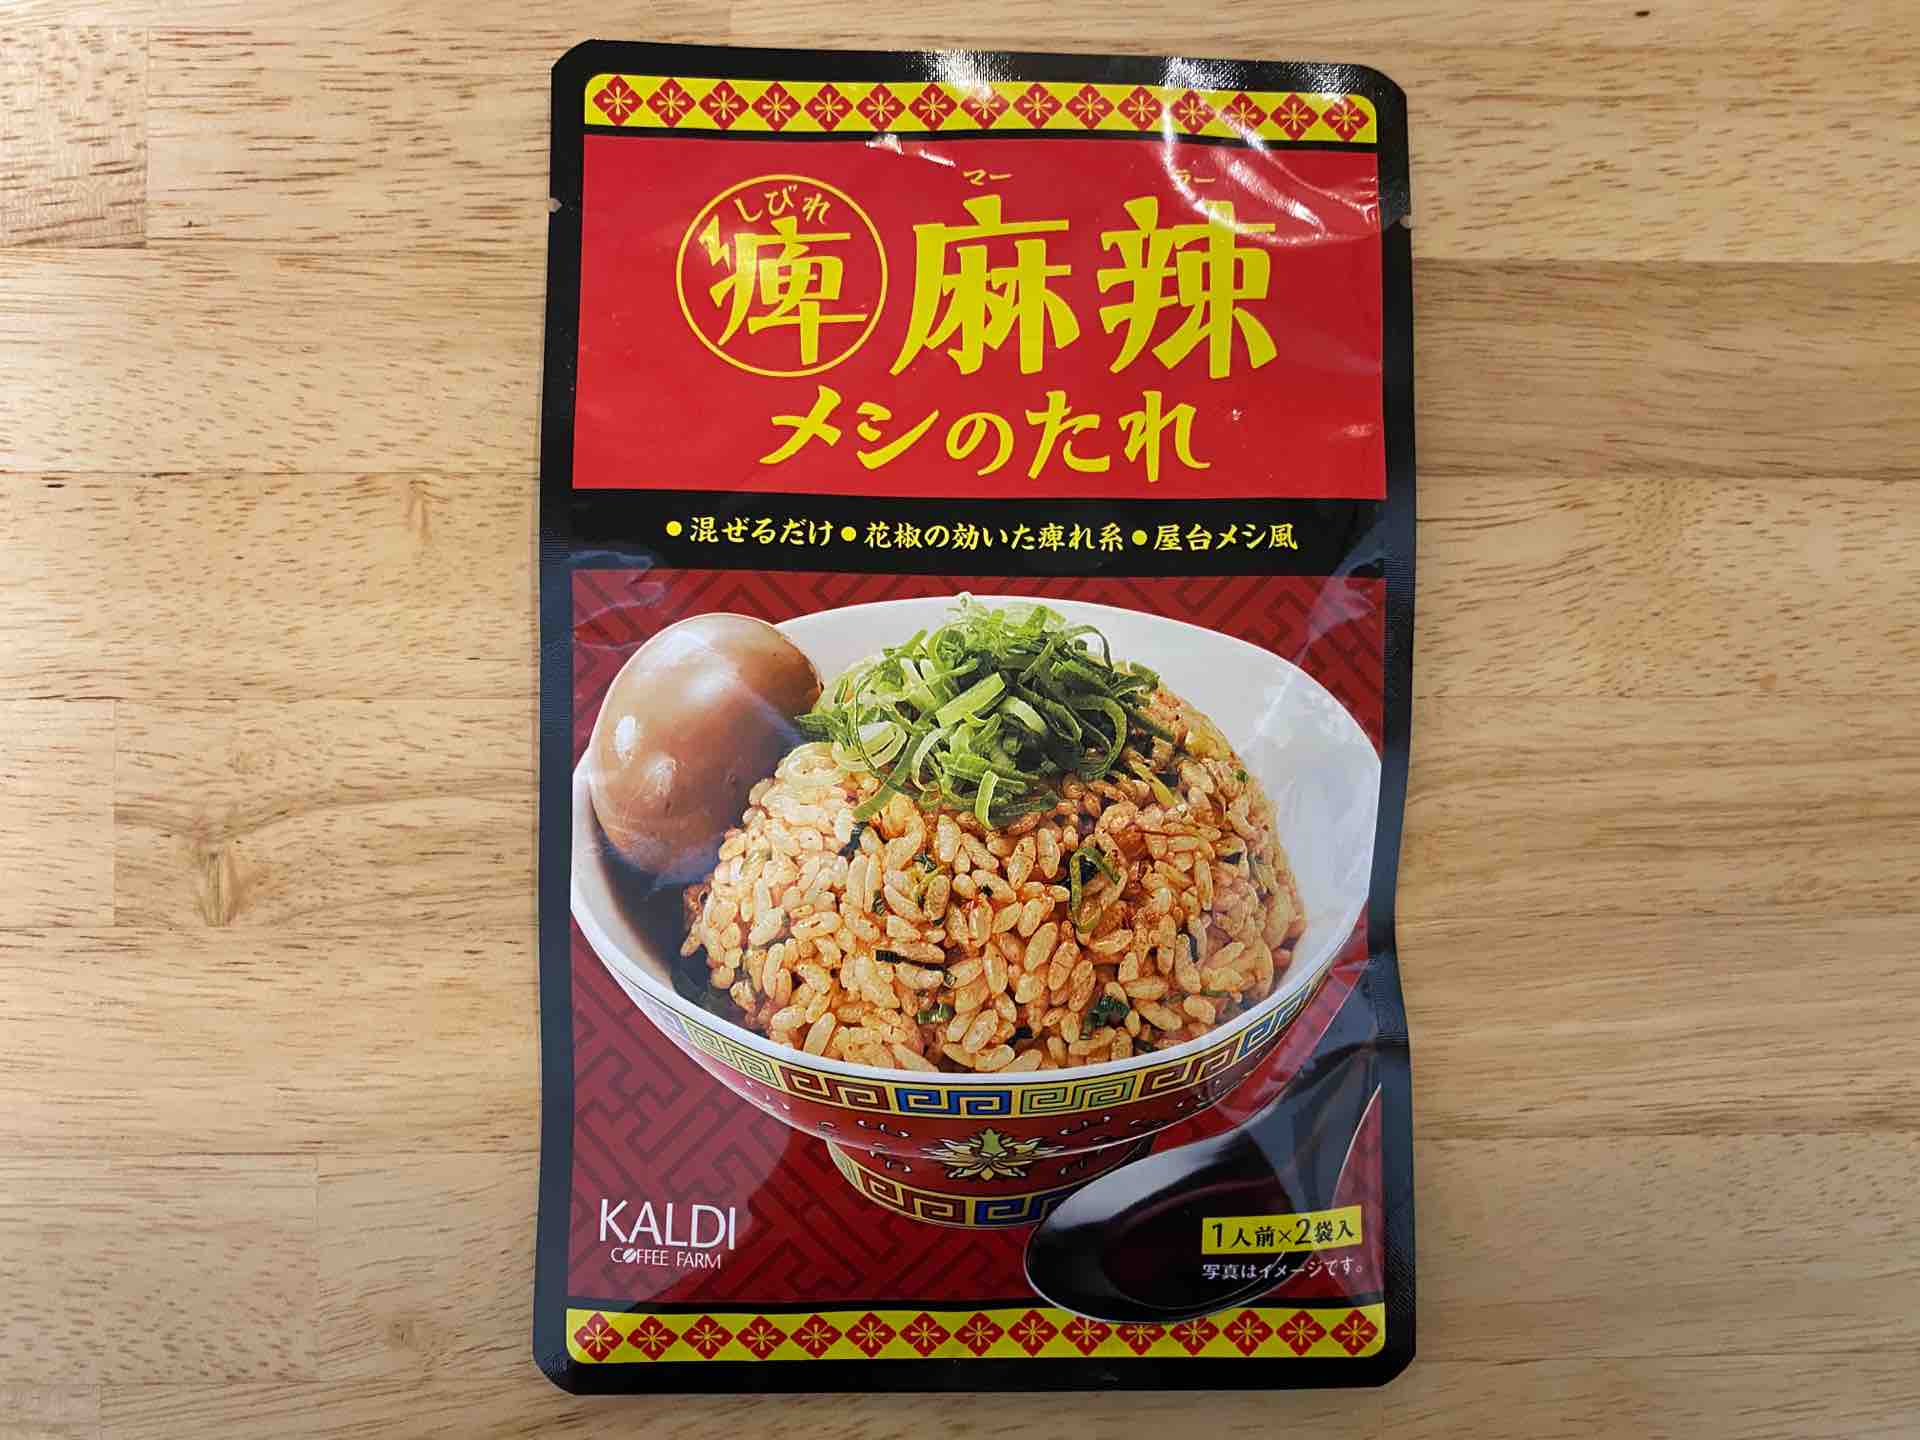 しびれ
痺
マー ラー
麻辣
メシのたれ
●混ぜるだけ●花椒の効いた痺れ系●屋台メシ風
KALDI
COFFEE FARM
1人前×2袋入
写真はイメージです。